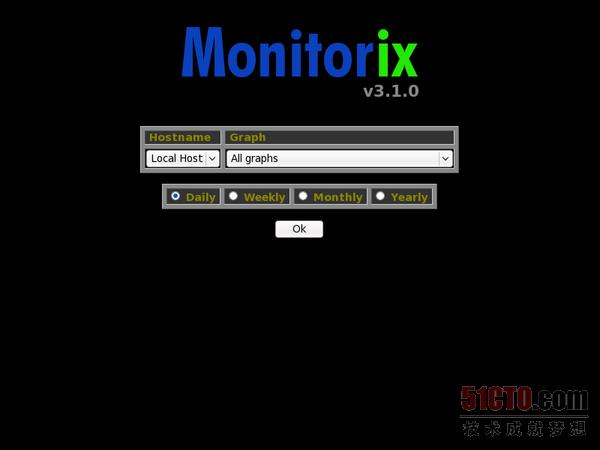 Monitorix
v3.1.0
Hostname Graph
Local Host All graphs
Daily Weekly Monthly Yearly
Ok
51CTO.com
技术成就梦想